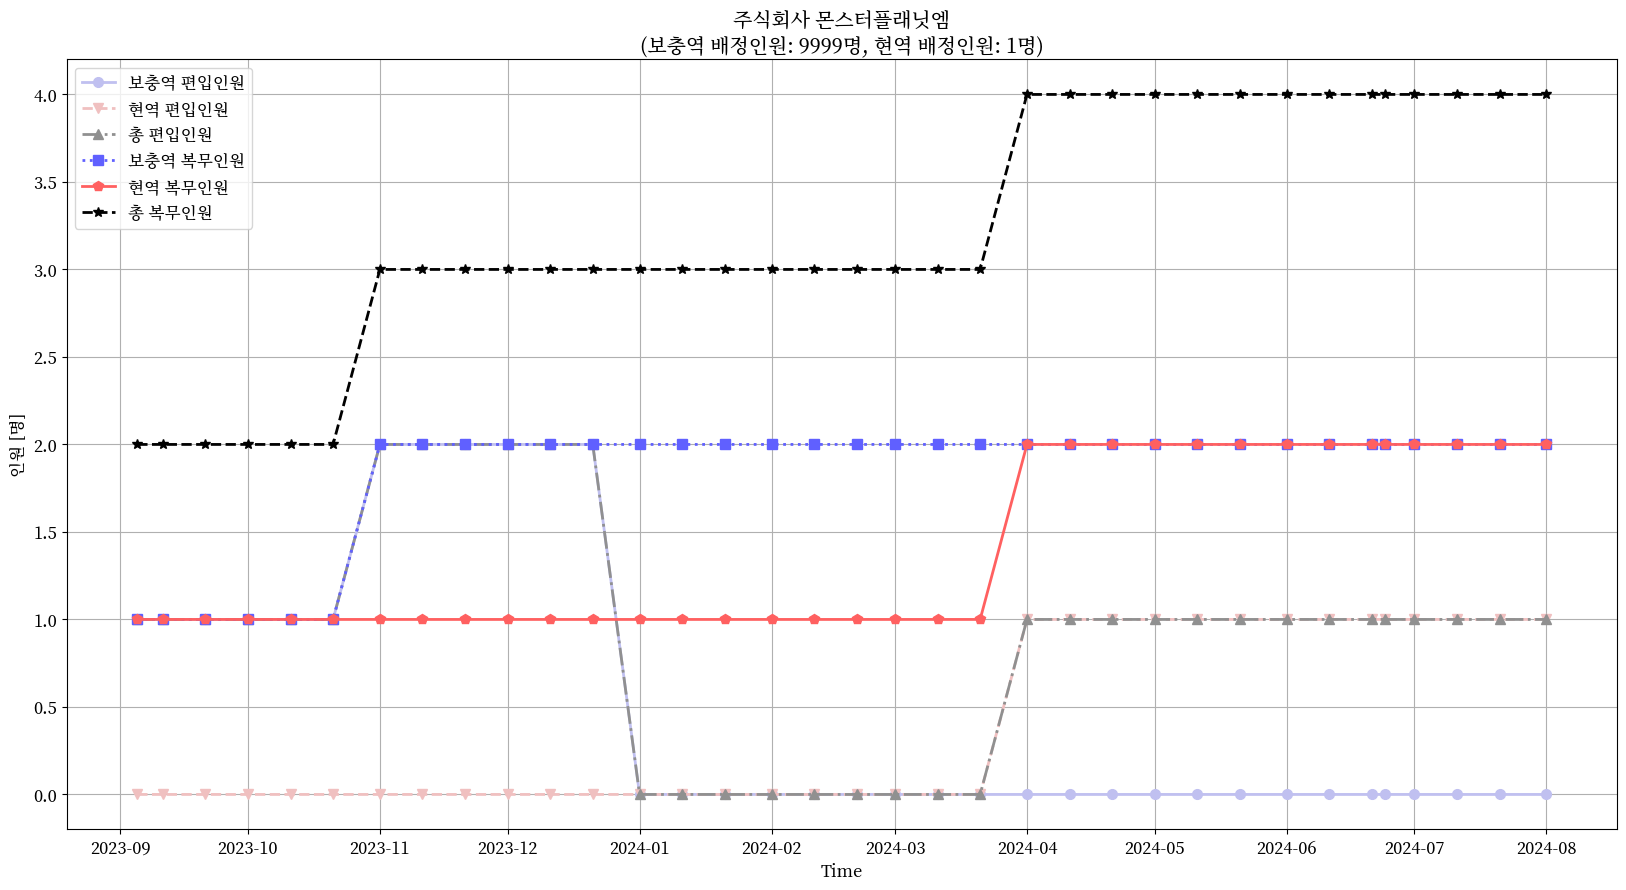 주식회사 몬스터플래닛엠
(보충역 배정인원: 9999명, 현역 배정인원: 1명)
보충역 편입인원
현역 편입인원
총 편입인원
보충역 복무인원
현역 복무인원
총 복무인원
인원 [명]
4.0
3.5
3.0
2.5
2.0
1.5
1.0
0.5
0.0
2023-09 2023-10 2023-11 2023-12 2024-01 2024-02 2024-03 2024-04 2024-05 2024-06 2024-07 2024-08
Time